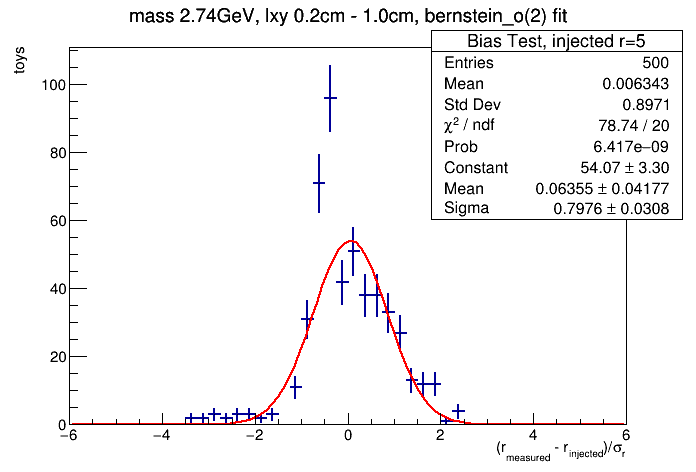 mass 2.74GeV, lxy 0.2cm - 1.0cm, bernstein_o(2) fit
toys
Bias Test, injected r=5
Entries 500
Mean 0.006343
Std Dev 0.8971
χ² / ndf 78.74 / 20
Prob 6.417e−09
Constant 54.07 ± 3.30
Mean 0.06355 ± 0.04177
Sigma 0.7976 ± 0.0308
100
80
60
40
20
0
−6 −4 −2 0 2 4 6
(r_measured - r_injected)/σ_r